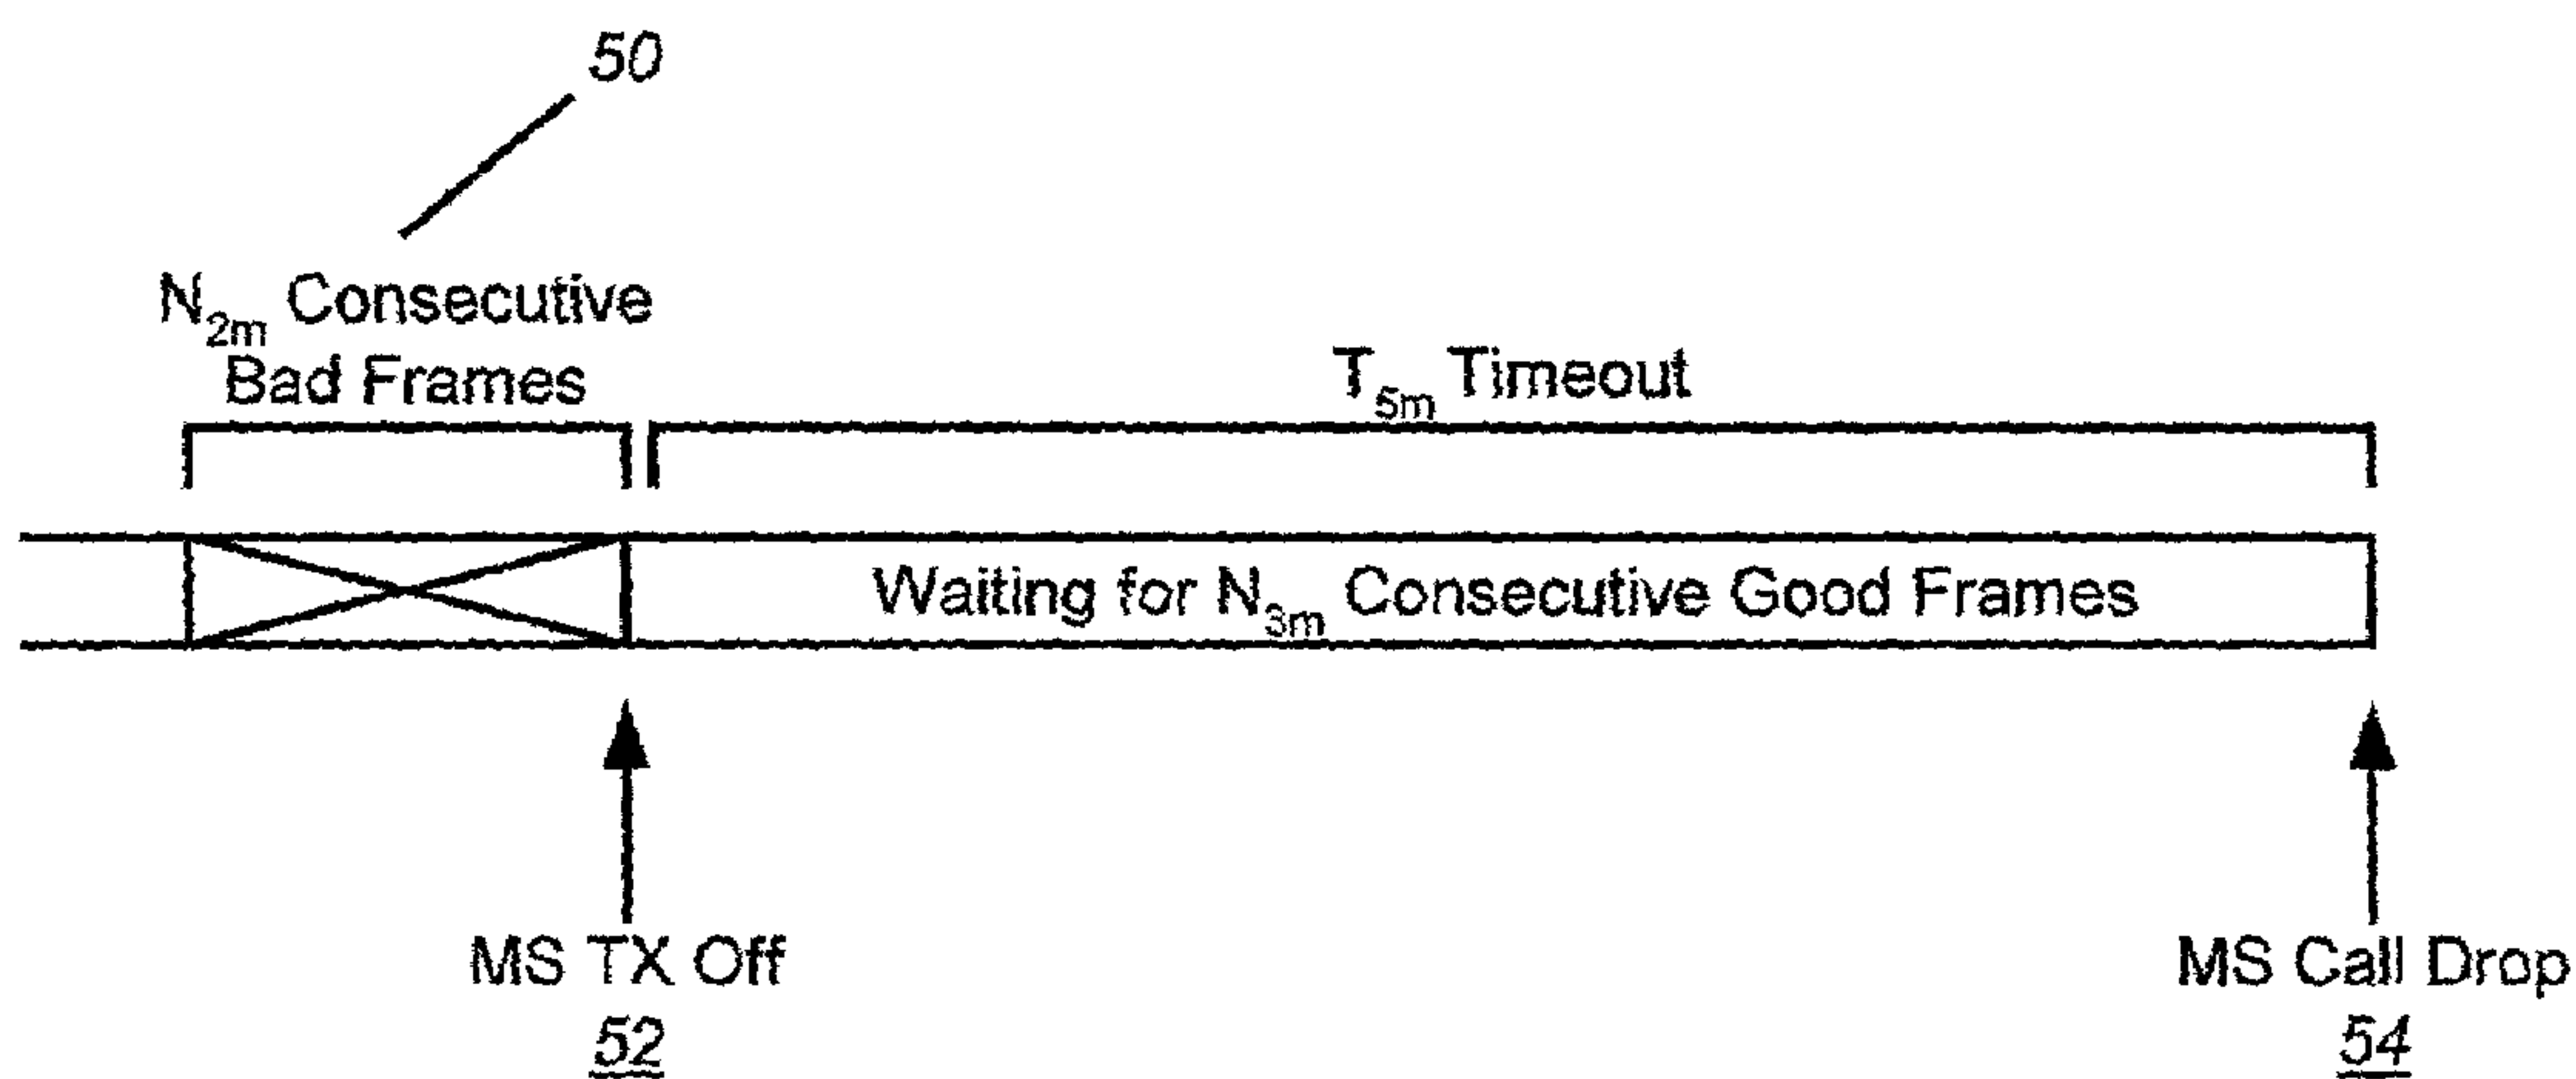 50
N2m Consecutive
Bad Frames
T5m Timeout
Waiting for N3m Consecutive Good Frames
MS TX Off
52
MS Call Drop
54